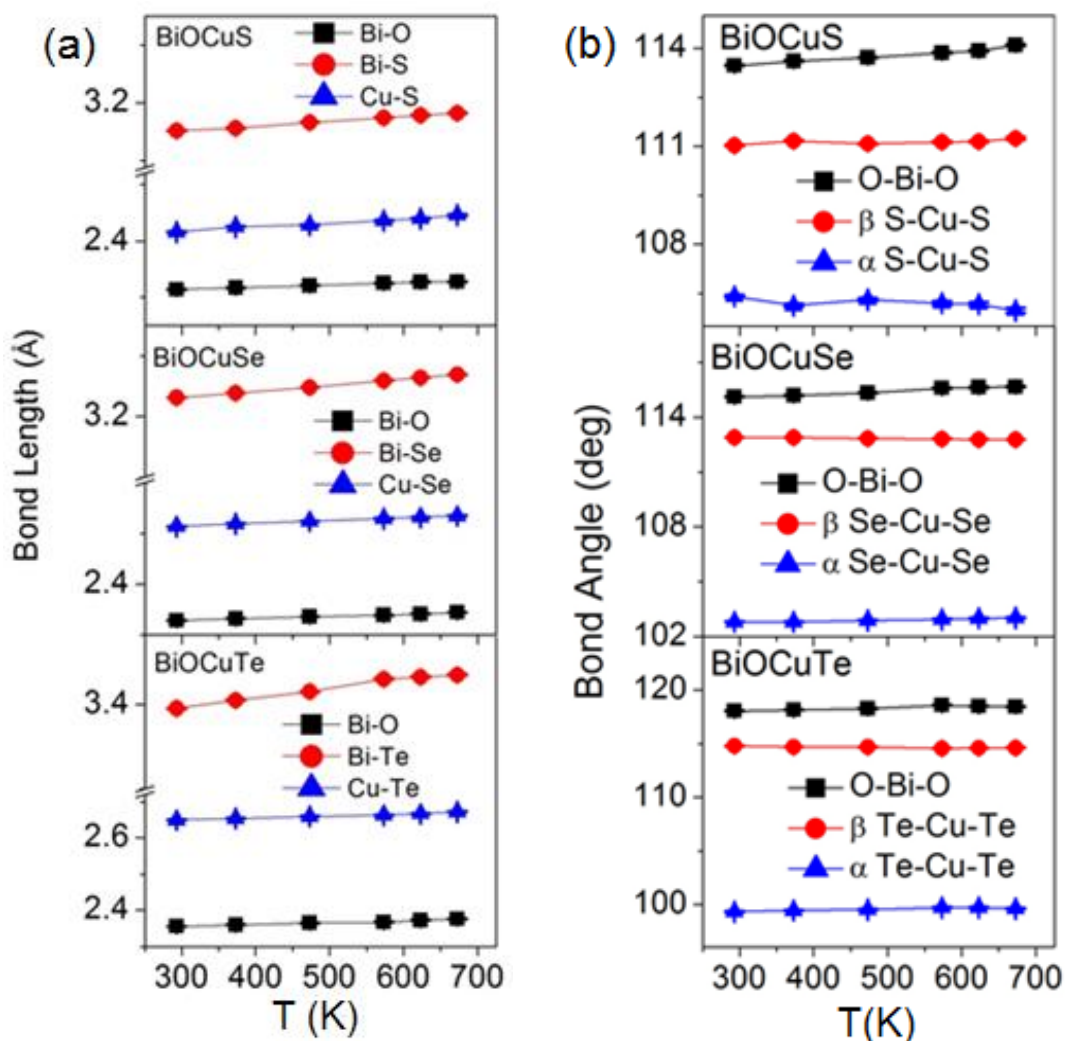 (a)
BiOCuS
Bi-O
Bi-S
Cu-S
3.2
2.4
BiOCuSe
Bi-O
Bi-Se
Cu-Se
3.2
2.4
BiOCuTe
Bi-O
Bi-Te
Cu-Te
3.4
2.6
2.4
Bond Length (Å)
300 400 500 600 700
T (K)
(b)
BiOCuS
O-Bi-O
β S-Cu-S
α S-Cu-S
114
111
108
BiOCuSe
O-Bi-O
β Se-Cu-Se
α Se-Cu-Se
114
108
102
BiOCuTe
O-Bi-O
β Te-Cu-Te
α Te-Cu-Te
120
110
100
Bond Angle (deg)
300 400 500 600 700
T(K)